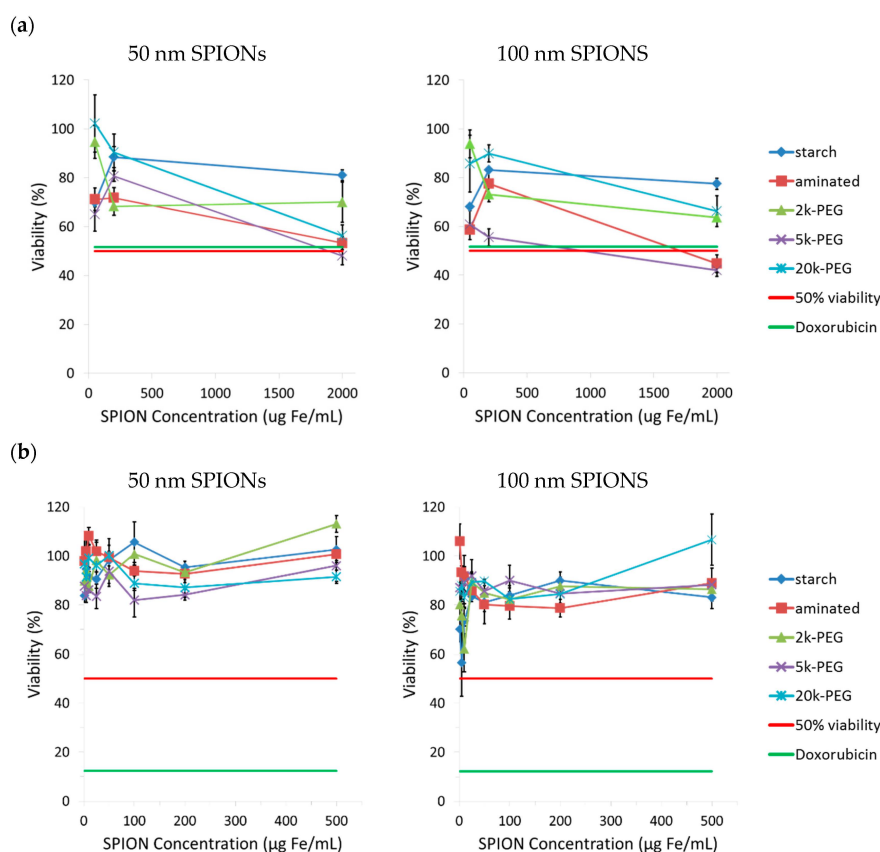 (a)
50 nm SPIONs
100 nm SPIONS
120
100
80
60
40
20
0
Viability (%)
0 500 1000 1500 2000
SPION Concentration (ug Fe/mL)
120
100
80
60
40
20
0
Viability (%)
0 500 1000 1500 2000
SPION Concentration (ug Fe/mL)
starch
aminated
2k-PEG
5k-PEG
20k-PEG
50% viability
Doxorubicin
(b)
50 nm SPIONs
100 nm SPIONS
120
100
80
60
40
20
0
Viability (%)
0 100 200 300 400 500
SPION Concentration (μg Fe/mL)
120
100
80
60
40
20
0
Viability (%)
0 100 200 300 400 500
SPION Concentration (μg Fe/mL)
starch
aminated
2k-PEG
5k-PEG
20k-PEG
50% viability
Doxorubicin